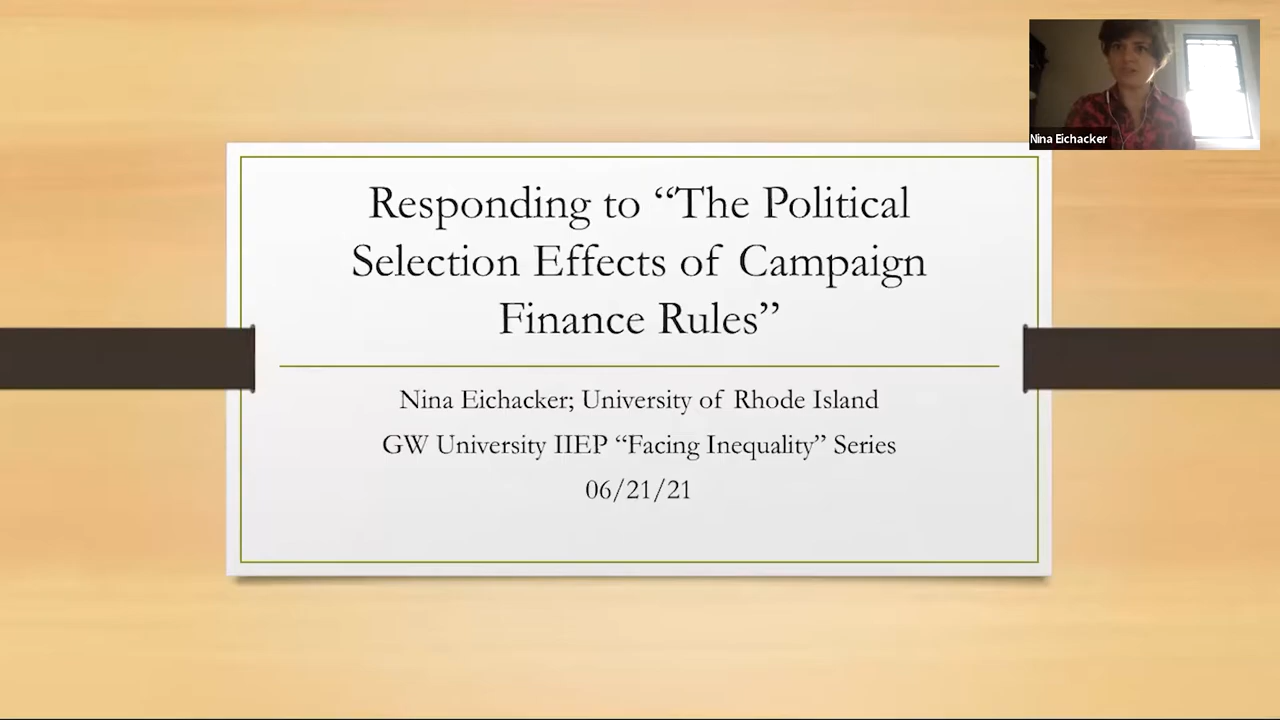 Nina Eichacker
Responding to “The Political
Selection Effects of Campaign
Finance Rules”
Nina Eichacker; University of Rhode Island
GW University IIEP “Facing Inequality” Series
06/21/21